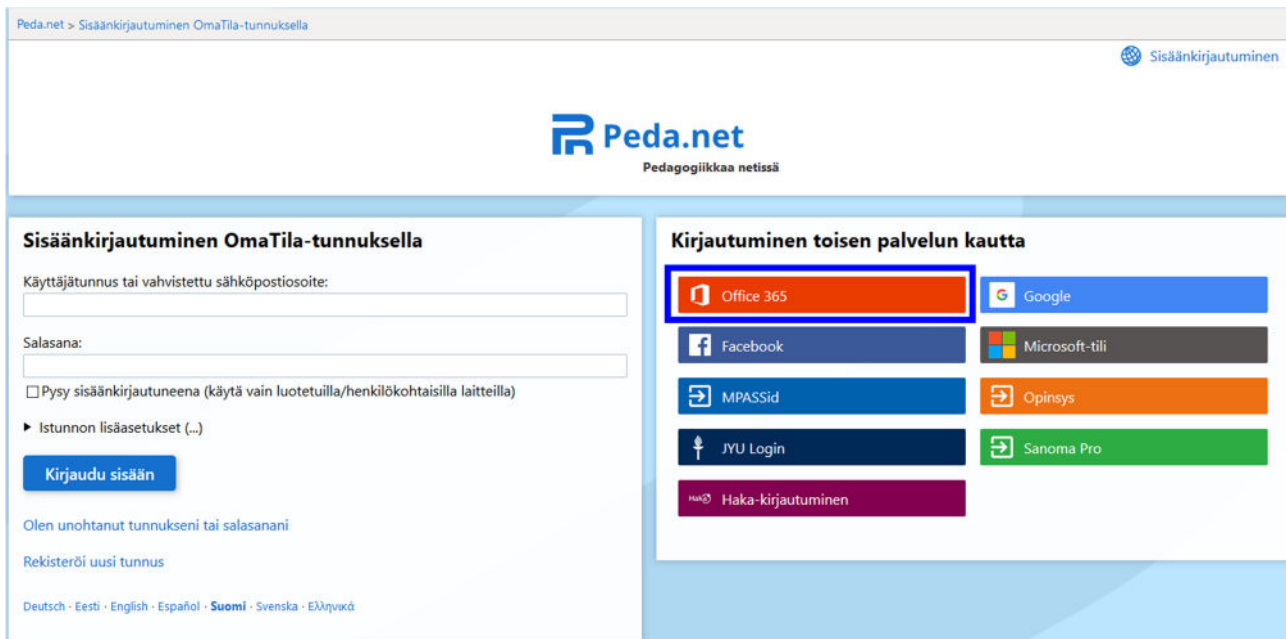 Peda.net > Sisäänkirjautuminen OmaTila-tunnuksella
Sisäänkirjautuminen
Peda.net
Pedagogiikkaa netissä
Sisäänkirjautuminen OmaTila-tunnuksella
Käyttäjätunnus tai vahvistettu sähköpostiosoite:
Salasana:
Pysy sisäänkirjautuneena (käytä vain luotetuilla/henkilökohtaisilla laitteilla)
Istunnon lisäasetukset (...)
Kirjaudu sisään
Olen unohtanut tunnukseni tai salasanani
Rekisteröi uusi tunnus
Deutsch · Eesti · English · Español · Suomi · Svenska · Ελληνικά
Kirjautuminen toisen palvelun kautta
Office 365
Google
Facebook
Microsoft-tili
MPASSid
Opinsys
JYU Login
Sanoma Pro
Haka Haka-kirjautuminen